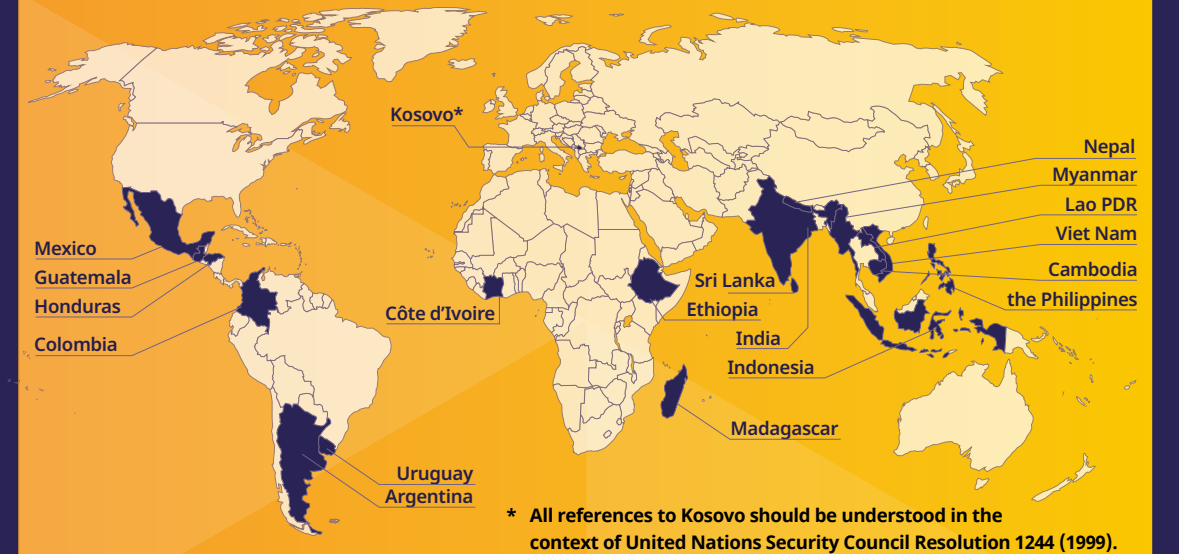 Kosovo*
Nepal
Myanmar
Lao PDR
Viet Nam
Cambodia
the Philippines
Mexico
Guatemala
Honduras
Colombia
Côte d’Ivoire
Sri Lanka
Ethiopia
India
Indonesia
Madagascar
Uruguay
Argentina
* All references to Kosovo should be understood in the
context of United Nations Security Council Resolution 1244 (1999).